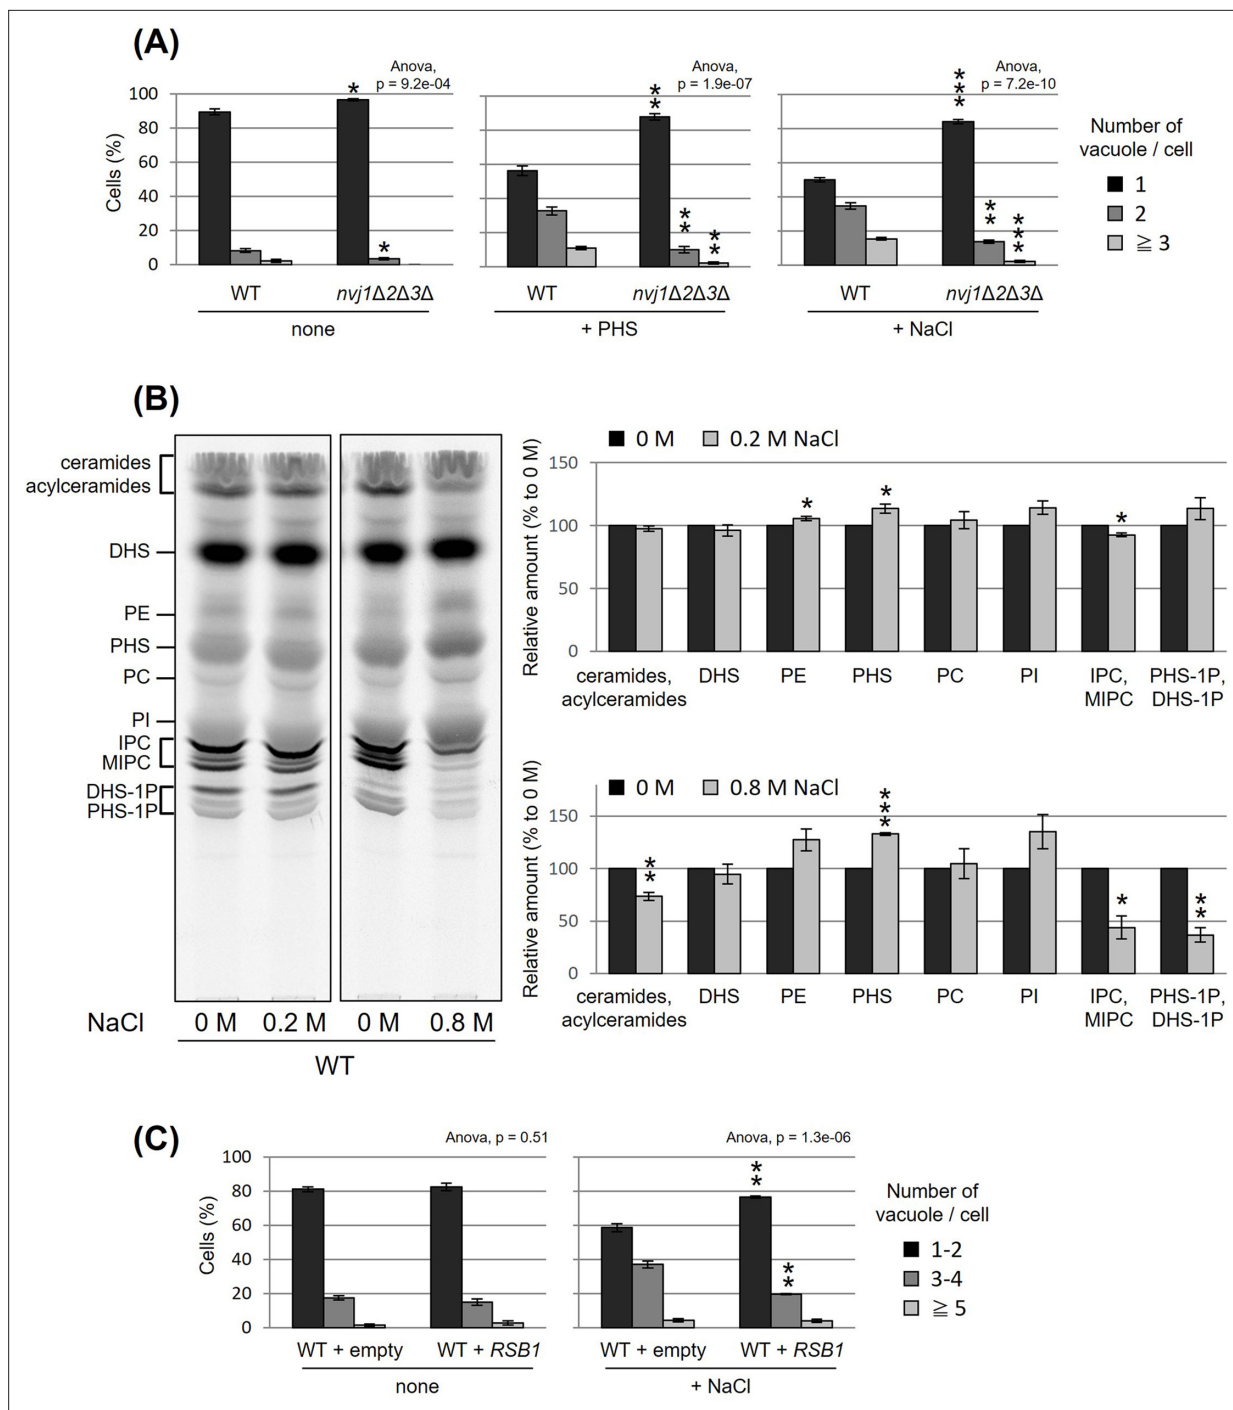 (A)
Anova,
p = 9.2e-04
Anova,
p = 1.9e-07
Anova,
p = 7.2e-10
Cells (%)
100
80
60
40
20
0
*
*
**
**
**
***
**
***
WT
nvj1Δ2Δ3Δ
WT
nvj1Δ2Δ3Δ
WT
nvj1Δ2Δ3Δ
none
+ PHS
+ NaCl
Number of
vacuole / cell
1
2
≧ 3
(B)
ceramides
acylceramides
DHS
PE
PHS
PC
PI
IPC
MIPC
DHS-1P
PHS-1P
NaCl 0 M 0.2 M 0 M 0.8 M
WT
0 M 0.2 M NaCl
Relative amount (% to 0 M)
150
100
50
0
*
*
*
ceramides, DHS PE PHS PC PI IPC, PHS-1P,
acylceramides MIPC DHS-1P
0 M 0.8 M NaCl
Relative amount (% to 0 M)
150
100
50
0
**
***
*
**
ceramides, DHS PE PHS PC PI IPC, PHS-1P,
acylceramides MIPC DHS-1P
(C)
Anova, p = 0.51
Anova, p = 1.3e-06
Cells (%)
100
80
60
40
20
0
**
**
WT + empty
WT + RSB1
WT + empty
WT + RSB1
none
+ NaCl
Number of
vacuole / cell
1-2
3-4
≧ 5